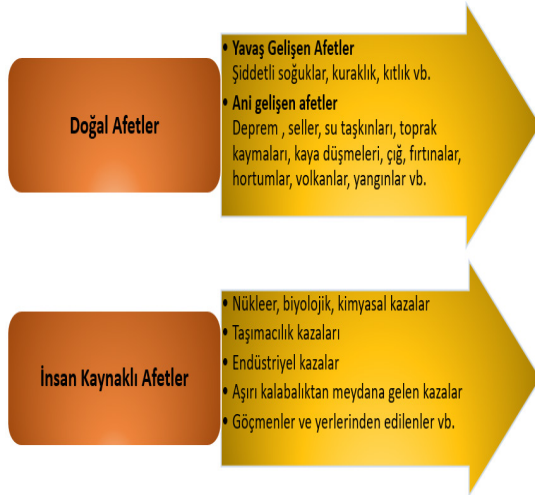 Doğal Afetler
• Yavaş Gelişen Afetler
Şiddetli soğuklar, kuraklık, kıtlık vb.
• Ani gelişen afetler
Deprem , seller, su taşkınları, toprak
kaymaları, kaya düşmeleri, çığ, fırtınalar,
hortumlar, volkanlar, yangınlar vb.
İnsan Kaynaklı Afetler
• Nükleer, biyolojik, kimyasal kazalar
• Taşımacılık kazaları
• Endüstriyel kazalar
• Aşırı kalabalıktan meydana gelen kazalar
• Göçmenler ve yerlerinden edilenler vb.